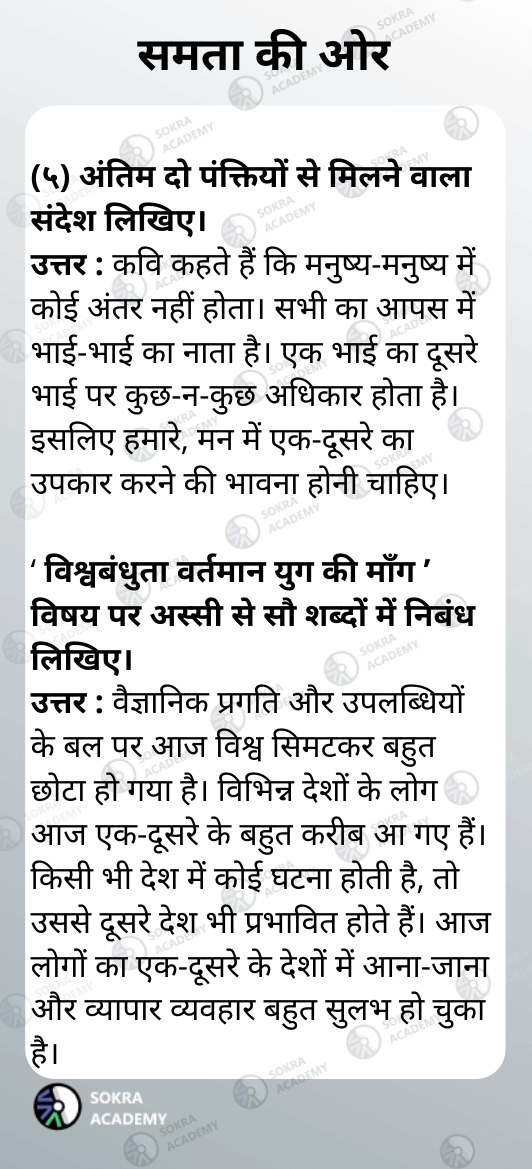 समता की ओर
(५) अंतिम दो पंक्तियों से मिलने वाला
संदेश लिखिए।
उत्तर : कवि कहते हैं कि मनुष्य-मनुष्य में
कोई अंतर नहीं होता। सभी का आपस में
भाई-भाई का नाता है। एक भाई का दूसरे
भाई पर कुछ-न-कुछ अधिकार होता है।
इसलिए हमारे, मन में एक-दूसरे का
उपकार करने की भावना होनी चाहिए।
‘ विश्वबंधुता वर्तमान युग की माँग ’
विषय पर अस्सी से सौ शब्दों में निबंध
लिखिए।
उत्तर : वैज्ञानिक प्रगति और उपलब्धियों
के बल पर आज विश्व सिमटकर बहुत
छोटा हो गया है। विभिन्न देशों के लोग
आज एक-दूसरे के बहुत करीब आ गए हैं।
किसी भी देश में कोई घटना होती है, तो
उससे दूसरे देश भी प्रभावित होते हैं। आज
लोगों का एक-दूसरे के देशों में आना-जाना
और व्यापार व्यवहार बहुत सुलभ हो चुका
है।
SOKRA
ACADEMY